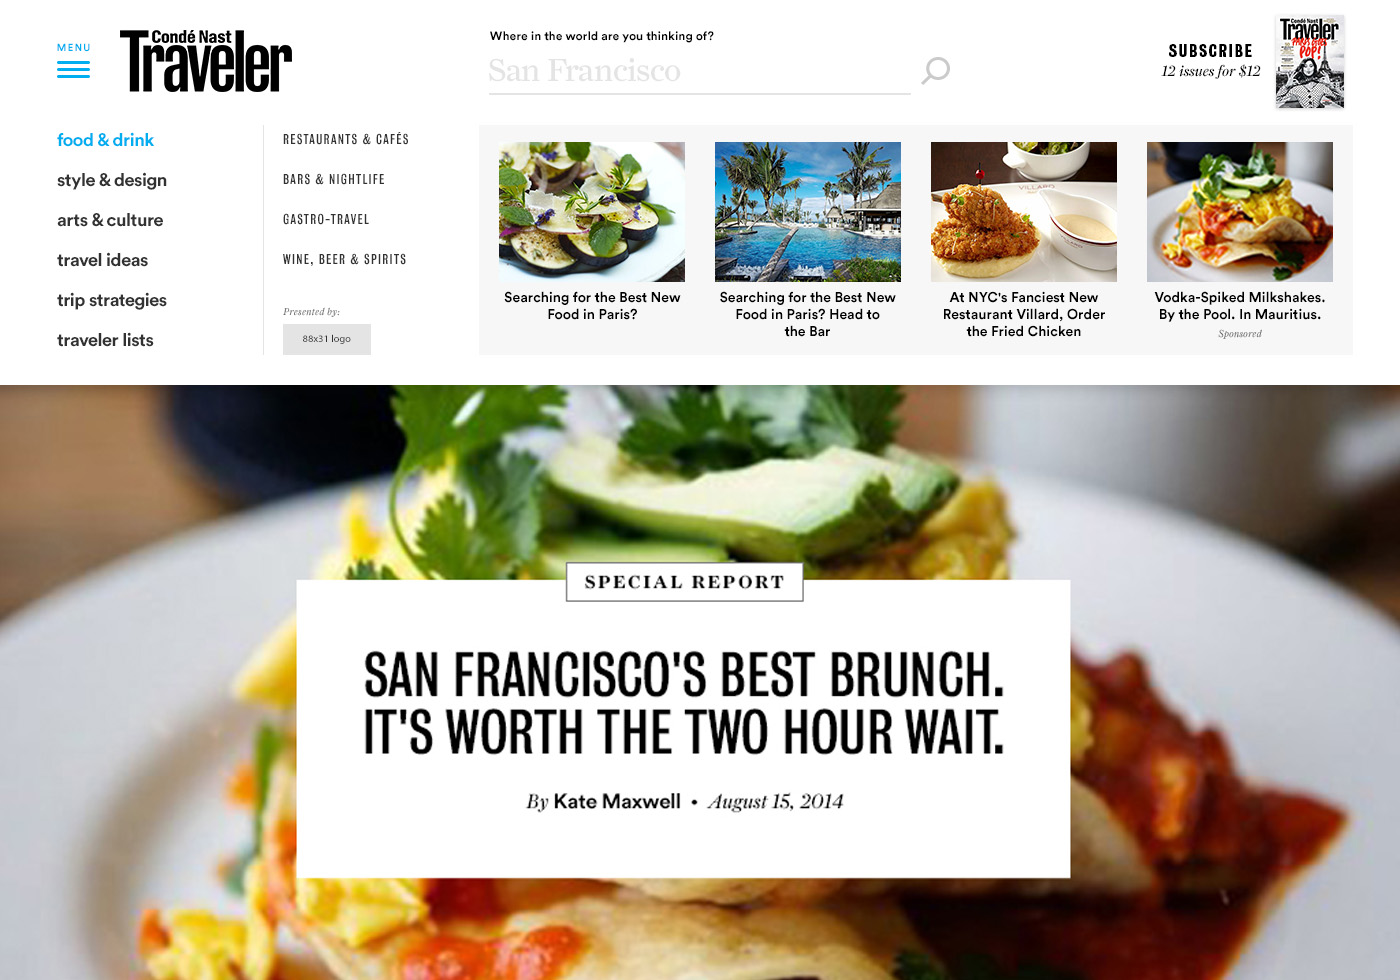 MENU
Condé Nast
Traveler
Where in the world are you thinking of?
San Francisco
SUBSCRIBE
12 issues for $12
Condé Nast
Traveler
POP!
food & drink
style & design
arts & culture
travel ideas
trip strategies
traveler lists
RESTAURANTS & CAFÉS
BARS & NIGHTLIFE
GASTRO-TRAVEL
WINE, BEER & SPIRITS
Presented by:
88x31 logo
VILLARD
Searching for the Best New
Food in Paris?
Searching for the Best New
Food in Paris? Head to
the Bar
At NYC's Fanciest New
Restaurant Villard, Order
the Fried Chicken
Vodka-Spiked Milkshakes.
By the Pool. In Mauritius.
Sponsored
SPECIAL REPORT
SAN FRANCISCO'S BEST BRUNCH.
IT'S WORTH THE TWO HOUR WAIT.
By Kate Maxwell • August 15, 2014